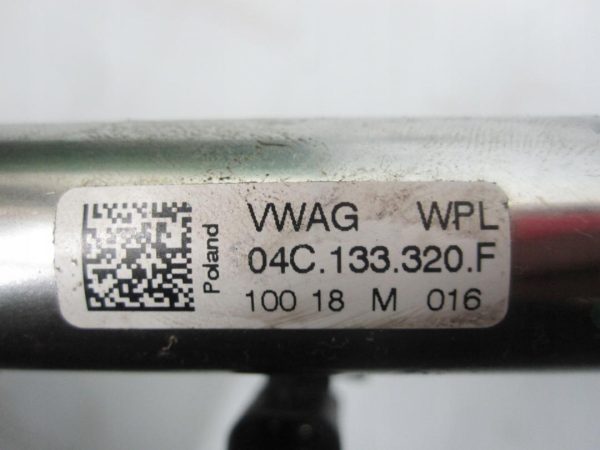 Poland
VWAG WPL
04C.133.320.F
100 18 M 016